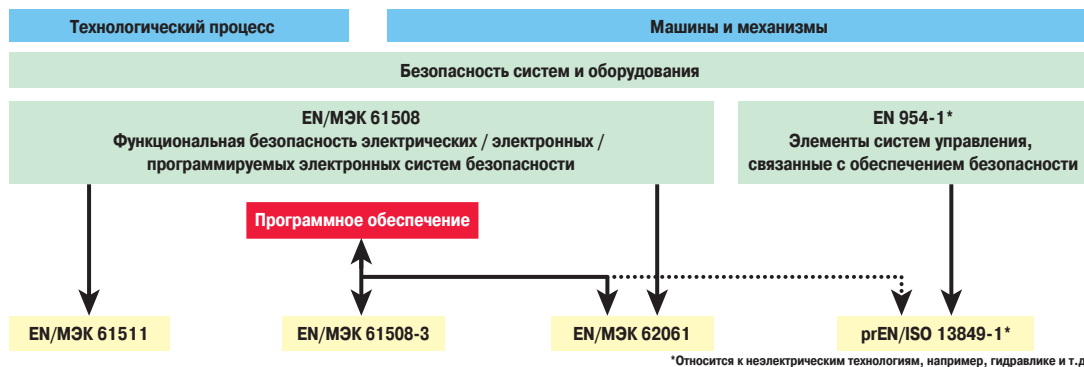 Технологический процесс
Машины и механизмы
Безопасность систем и оборудования
EN/МЭК 61508
Функциональная безопасность электрических / электронных /
программируемых электронных систем безопасности
EN 954-1*
Элементы систем управления,
связанные с обеспечением безопасности
Программное обеспечение
EN/МЭК 61511
EN/МЭК 61508-3
EN/МЭК 62061
prEN/ISO 13849-1*
*Относится к неэлектрическим технологиям, например, гидравлике и т.д